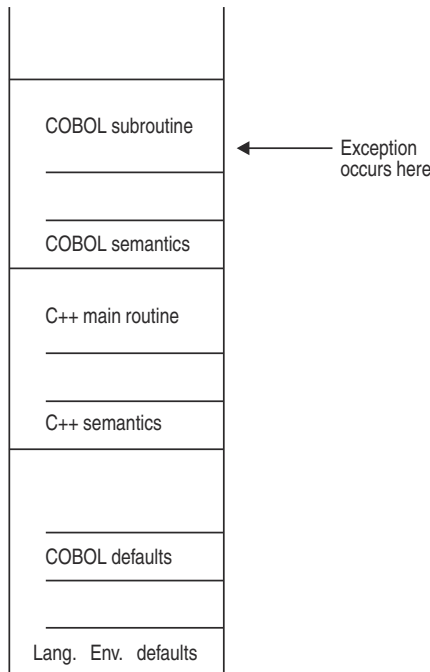 COBOL subroutine
Exception
occurs here
COBOL semantics
C++ main routine
C++ semantics
COBOL defaults
Lang. Env. defaults